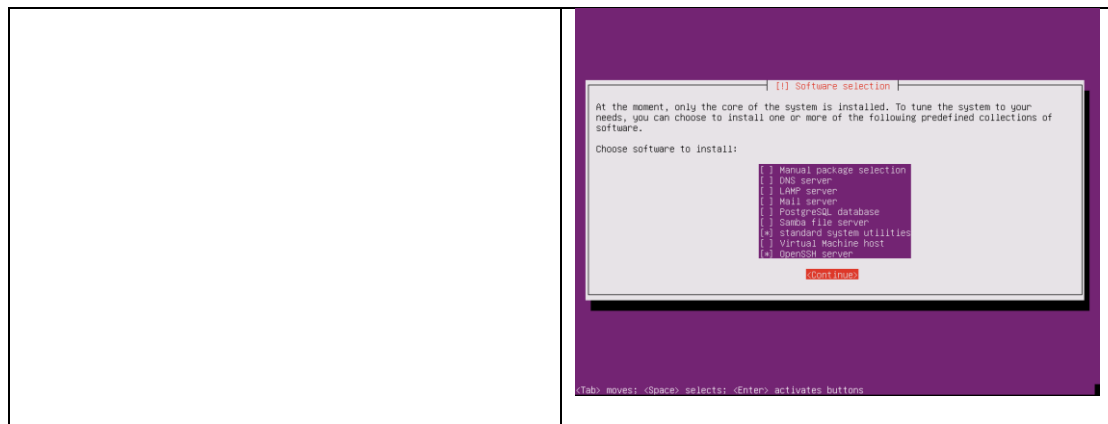 [!] Software selection
At the moment, only the core of the system is installed. To tune the system to your
needs, you can choose to install one or more of the following predefined collections of
software.
Choose software to install:
[ ] Manual package selection
[ ] DNS server
[ ] LAMP server
[ ] Mail server
[ ] PostgreSQL database
[ ] Samba file server
[*] standard system utilities
[ ] Virtual Machine host
[*] OpenSSH server
<Continue>
<Tab> moves; <Space> selects; <Enter> activates buttons